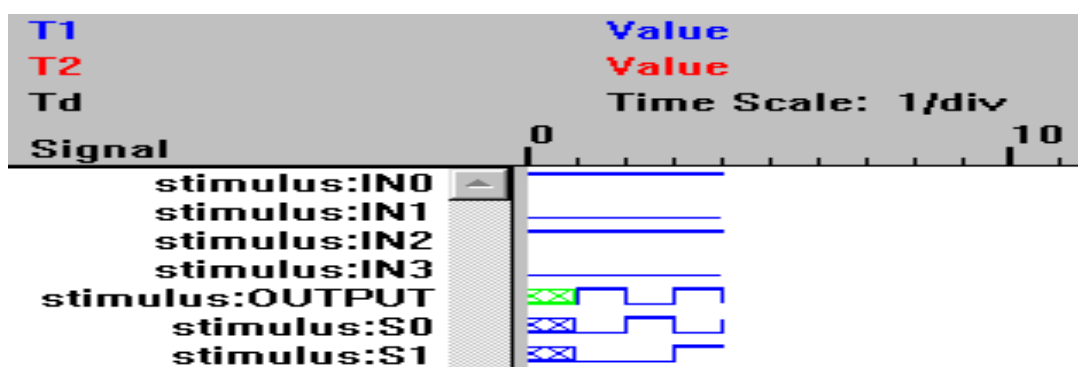 T1 Value
T2 Value
Td Time Scale: 1/div
Signal 0 10
stimulus:IN0
stimulus:IN1
stimulus:IN2
stimulus:IN3
stimulus:OUTPUT
stimulus:S0
stimulus:S1